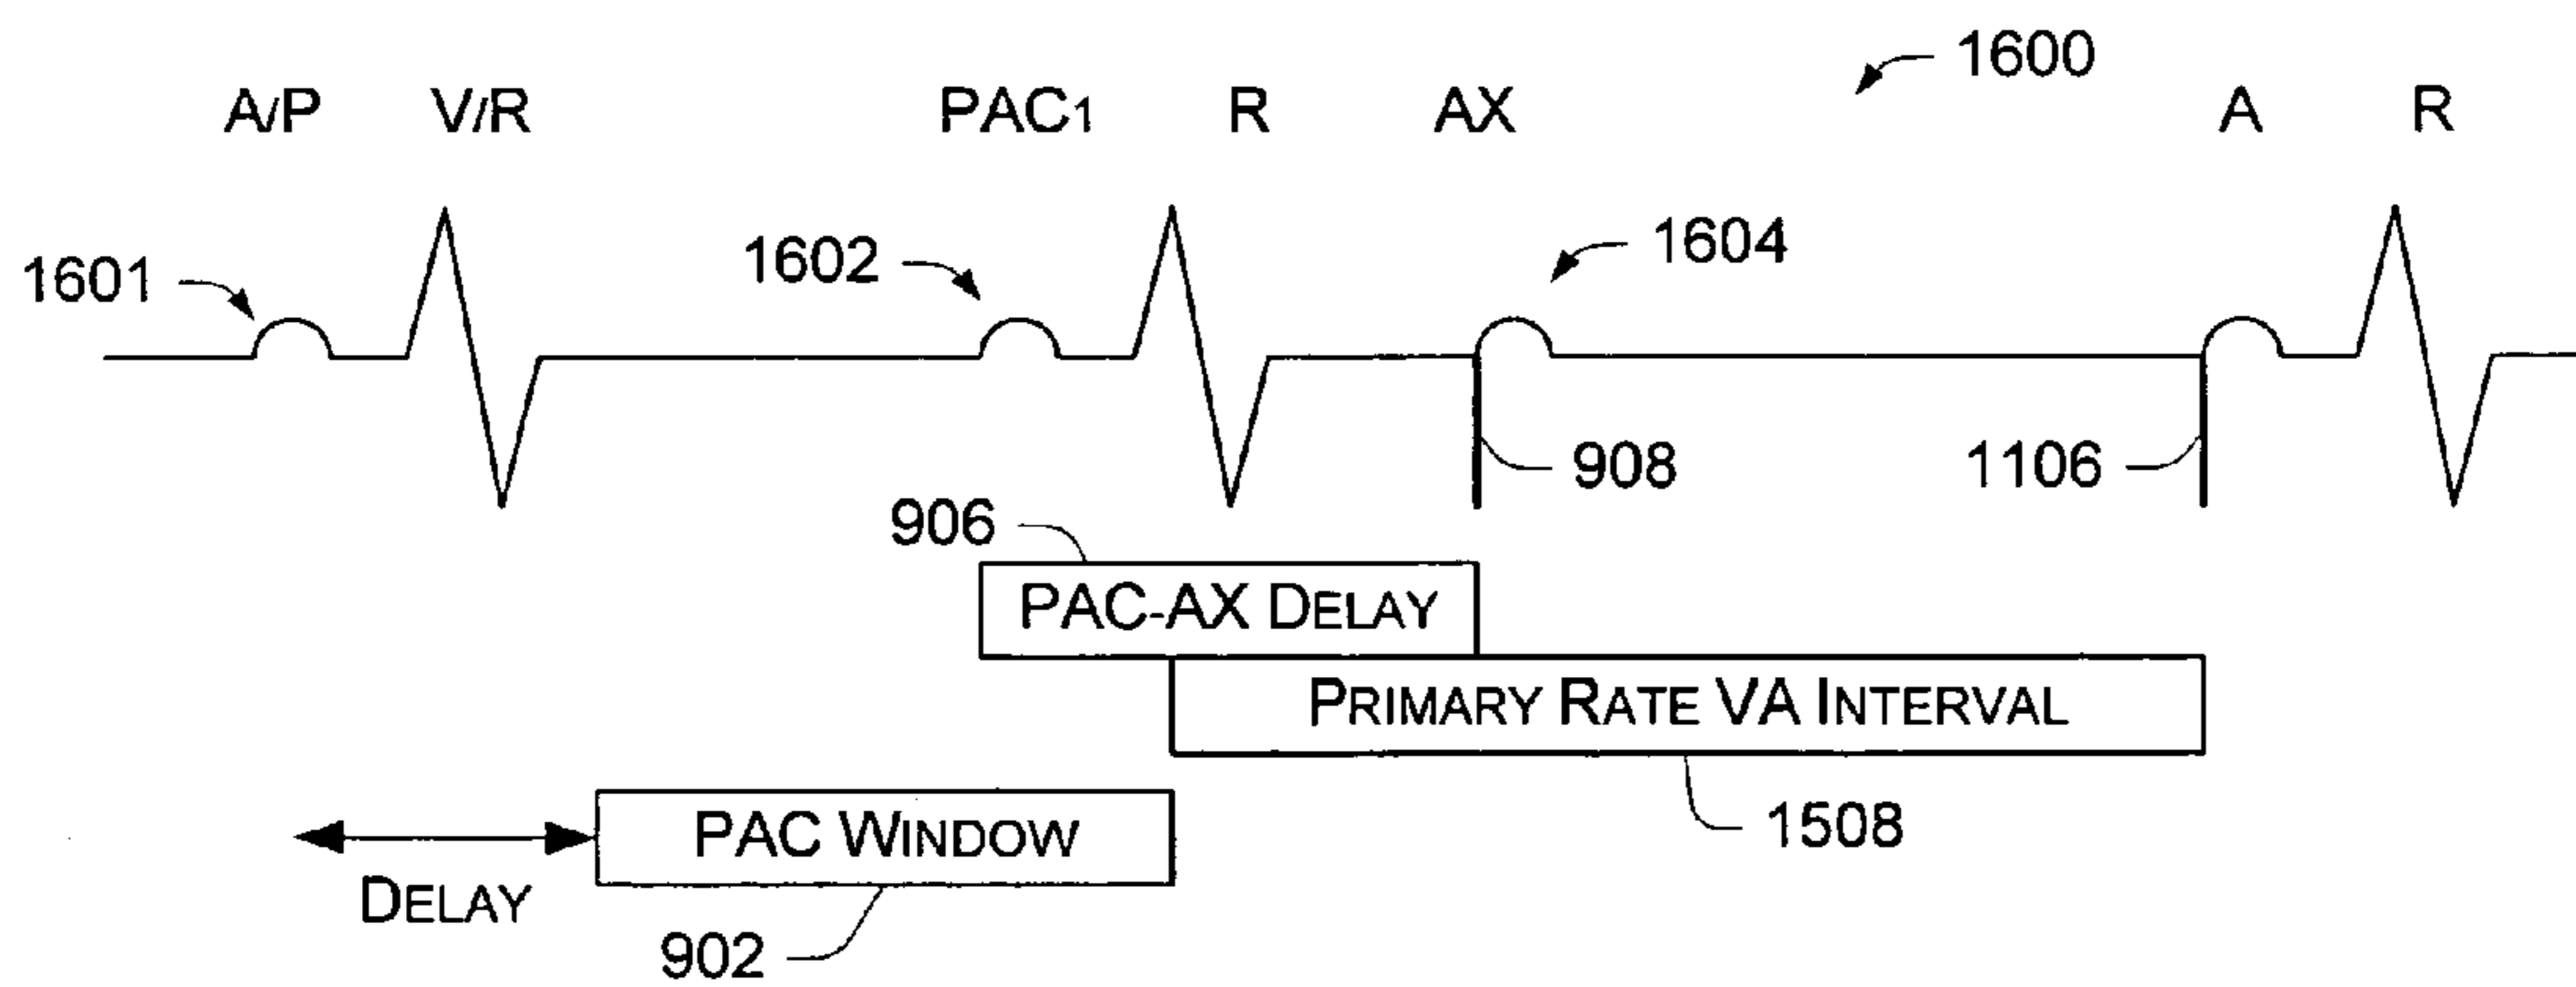 1600
A/P V/R PAC1 R AX A R
1601 1602 1604
908 1106
906
PAC-AX DELAY
PRIMARY RATE VA INTERVAL
1508
PAC WINDOW
DELAY
902